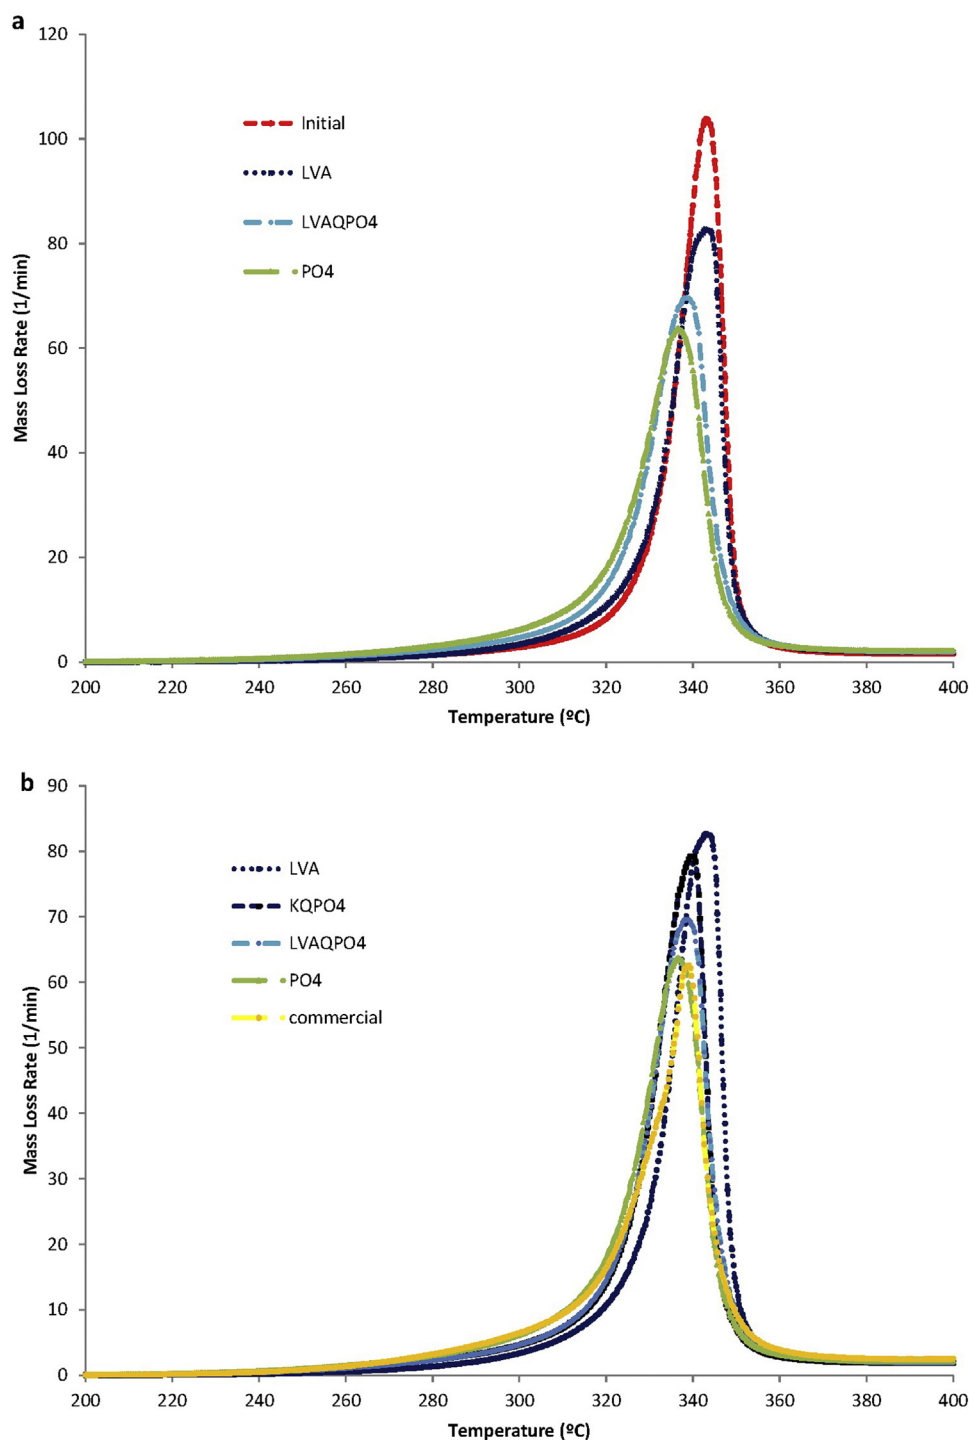 a
120
100
80
60
40
20
0
Mass Loss Rate (1/min)
Initial
LVA
LVAQPO4
PO4
200 220 240 260 280 300 320 340 360 380 400
Temperature (ºC)
b
90
80
70
60
50
40
30
20
10
0
Mass Loss Rate (1/min)
LVA
KQPO4
LVAQPO4
PO4
commercial
200 220 240 260 280 300 320 340 360 380 400
Temperature (ºC)